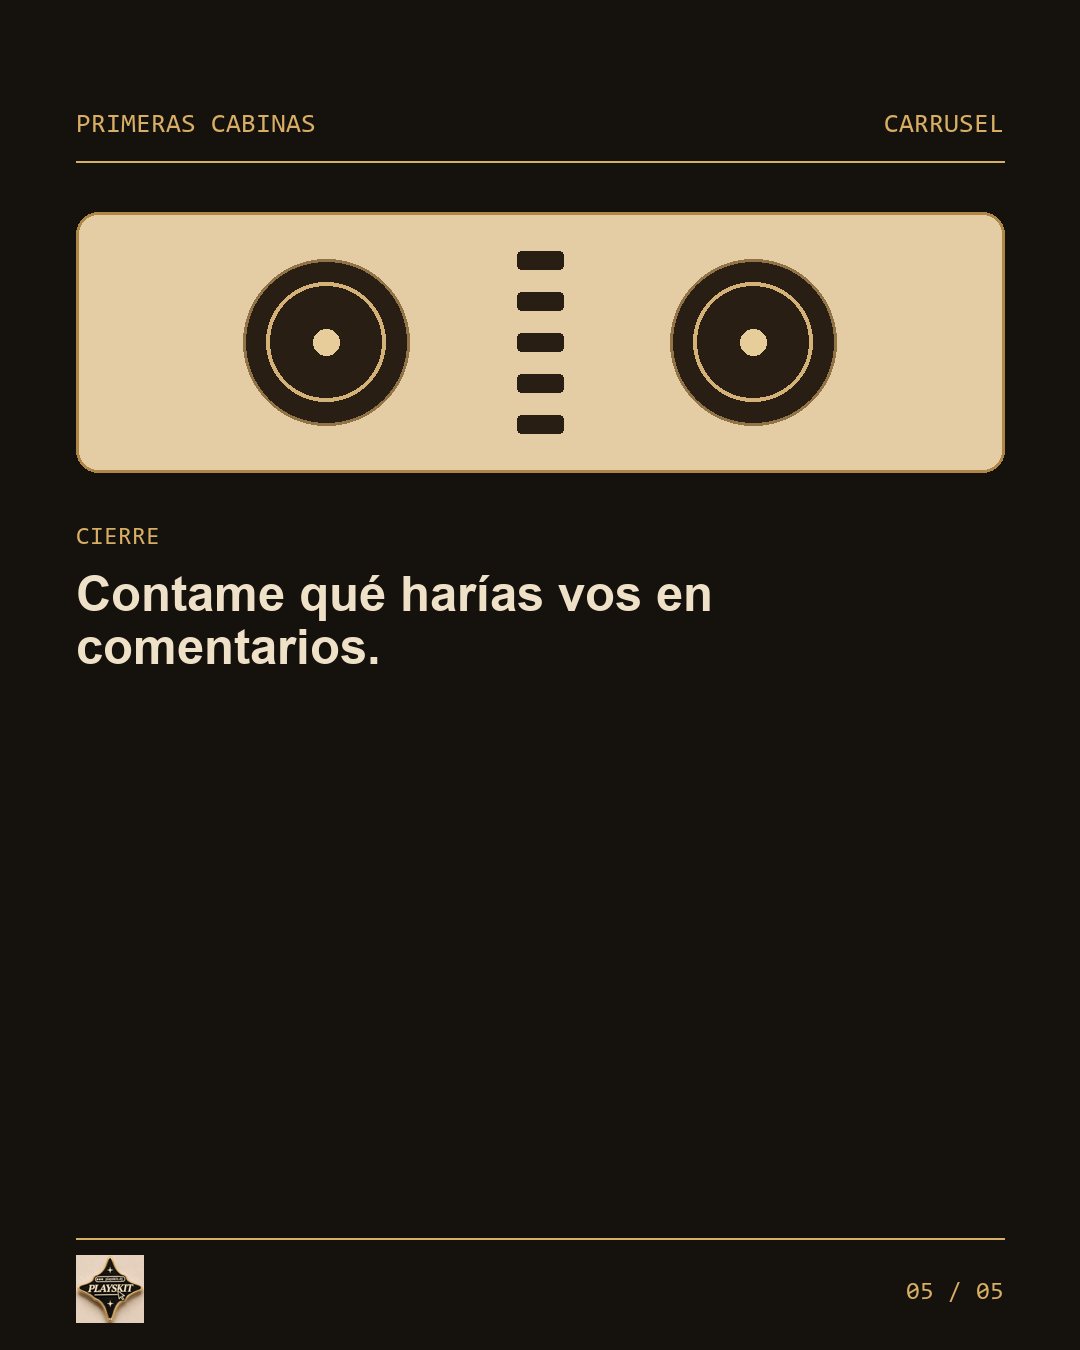 PRIMERAS CABINAS
CARRUSEL
CIERRE
Contame qué harías vos en
comentarios.
PLAYSKIT
05 / 05